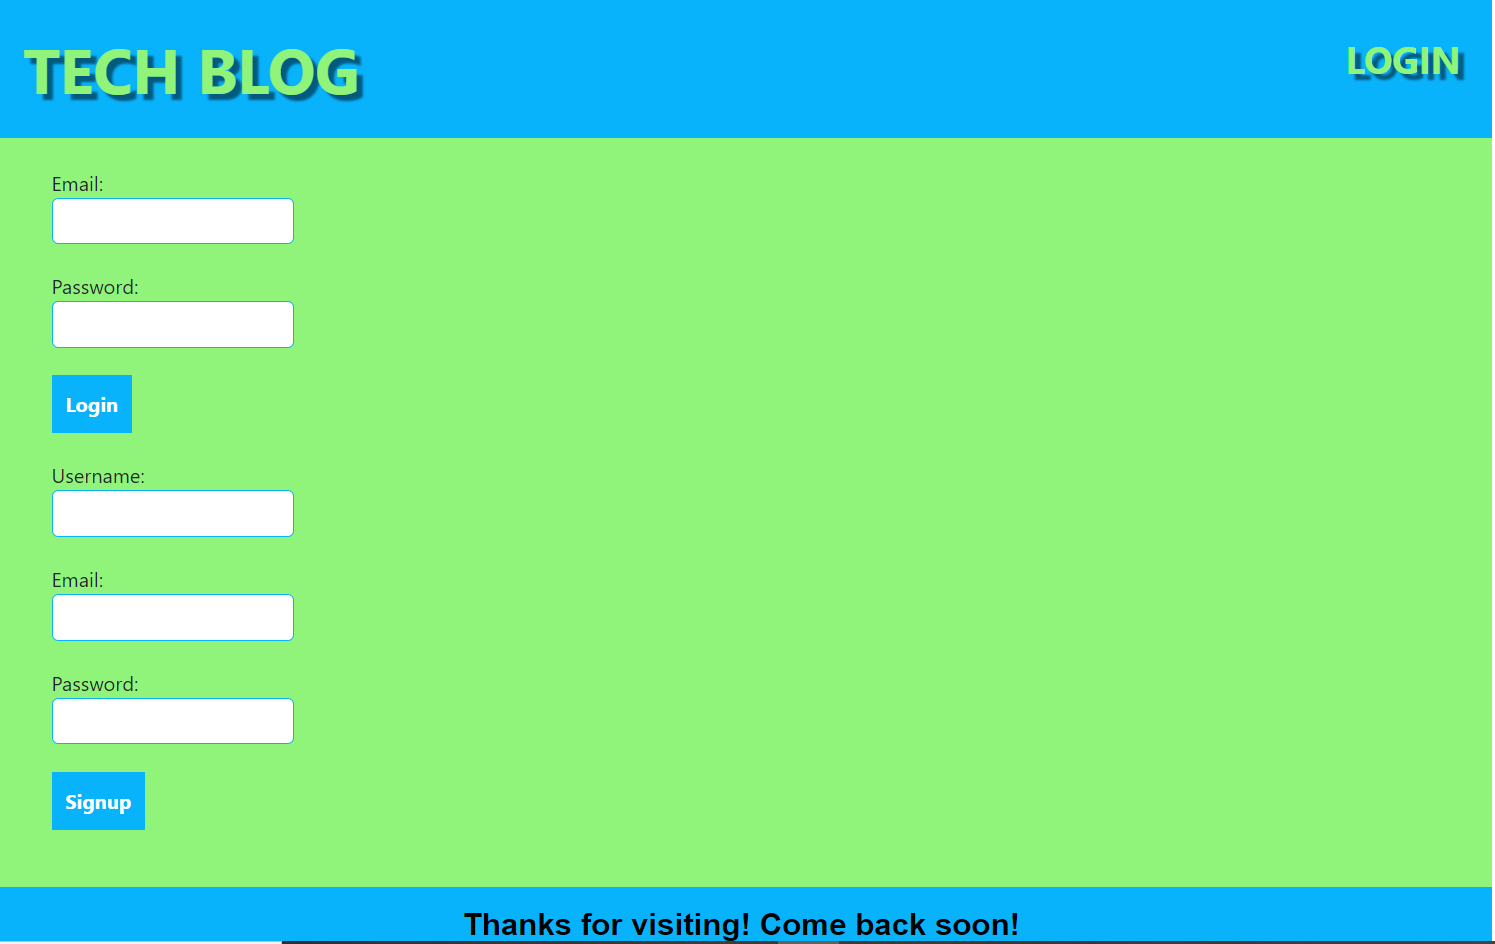 TECH BLOG
LOGIN
Email:
Password:
Login
Username:
Email:
Password:
Signup
Thanks for visiting! Come back soon!